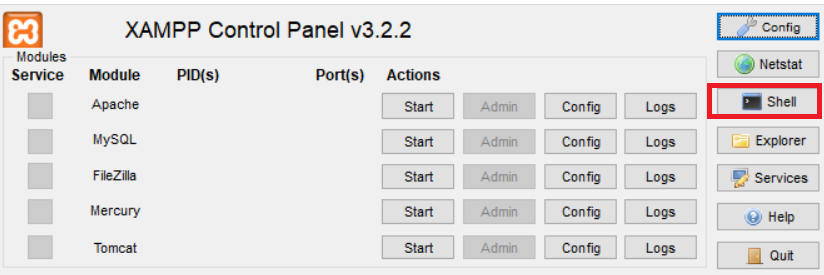 XAMPP Control Panel v3.2.2
Config
Modules
Netstat
Service Module PID(s) Port(s) Actions
Apache Start Admin Config Logs
Shell
MySQL Start Admin Config Logs
Explorer
FileZilla Start Admin Config Logs
Services
Mercury Start Admin Config Logs
Help
Tomcat Start Admin Config Logs
Quit